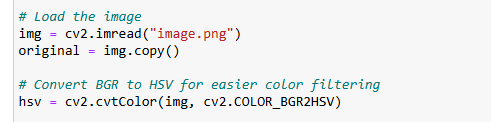 # Load the image
img = cv2.imread("image.png")
original = img.copy()
# Convert BGR to HSV for easier color filtering
hsv = cv2.cvtColor(img, cv2.COLOR_BGR2HSV)